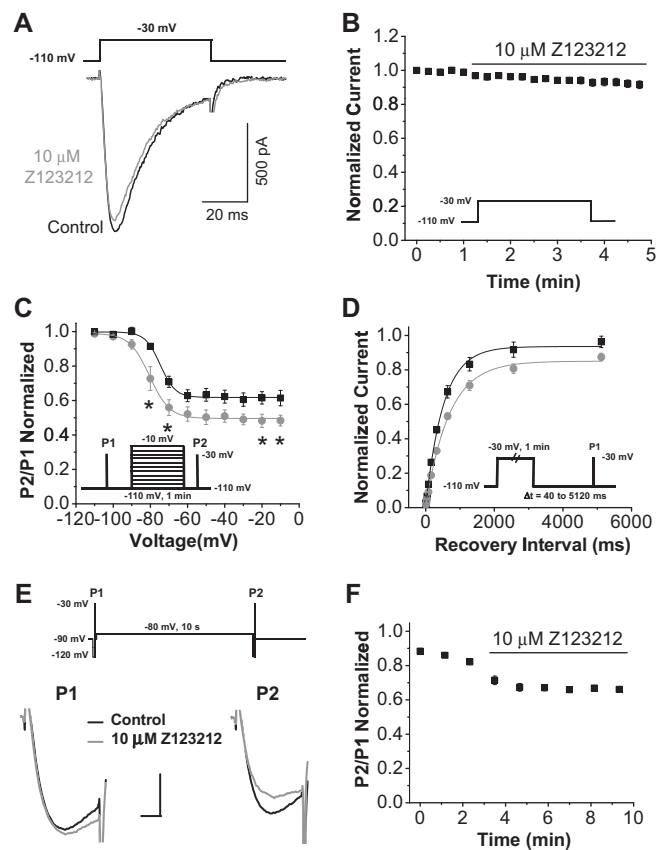 A
-30 mV
-110 mV
10 μM
Z123212
Control
500 pA
20 ms
B
10 μM Z123212
Normalized Current
1.0
0.8
0.6
0.4
0.2
0.0
-30 mV
-110 mV
0 1 2 3 4 5
Time (min)
C
P2/P1 Normalized
1.0
0.8
0.6
0.4
0.2
0.0
* * * *
P1
-10 mV
P2
-30 mV
-110 mV, 1 min
-110 mV
-120 -100 -80 -60 -40 -20 0
Voltage(mV)
D
Normalized Current
1.0
0.8
0.6
0.4
0.2
0.0
-30 mV, 1 min
P1
-30 mV
-110 mV
Δt = 40 to 5120 ms
0 2000 4000 6000
Recovery Interval (ms)
E
P1
P2
-30 mV
-80 mV, 10 s
-90 mV
-120 mV
P1
P2
Control
10 μM Z123212
F
10 μM Z123212
P2/P1 Normalized
1.0
0.8
0.6
0.4
0.2
0.0
0 2 4 6 8 10
Time (min)